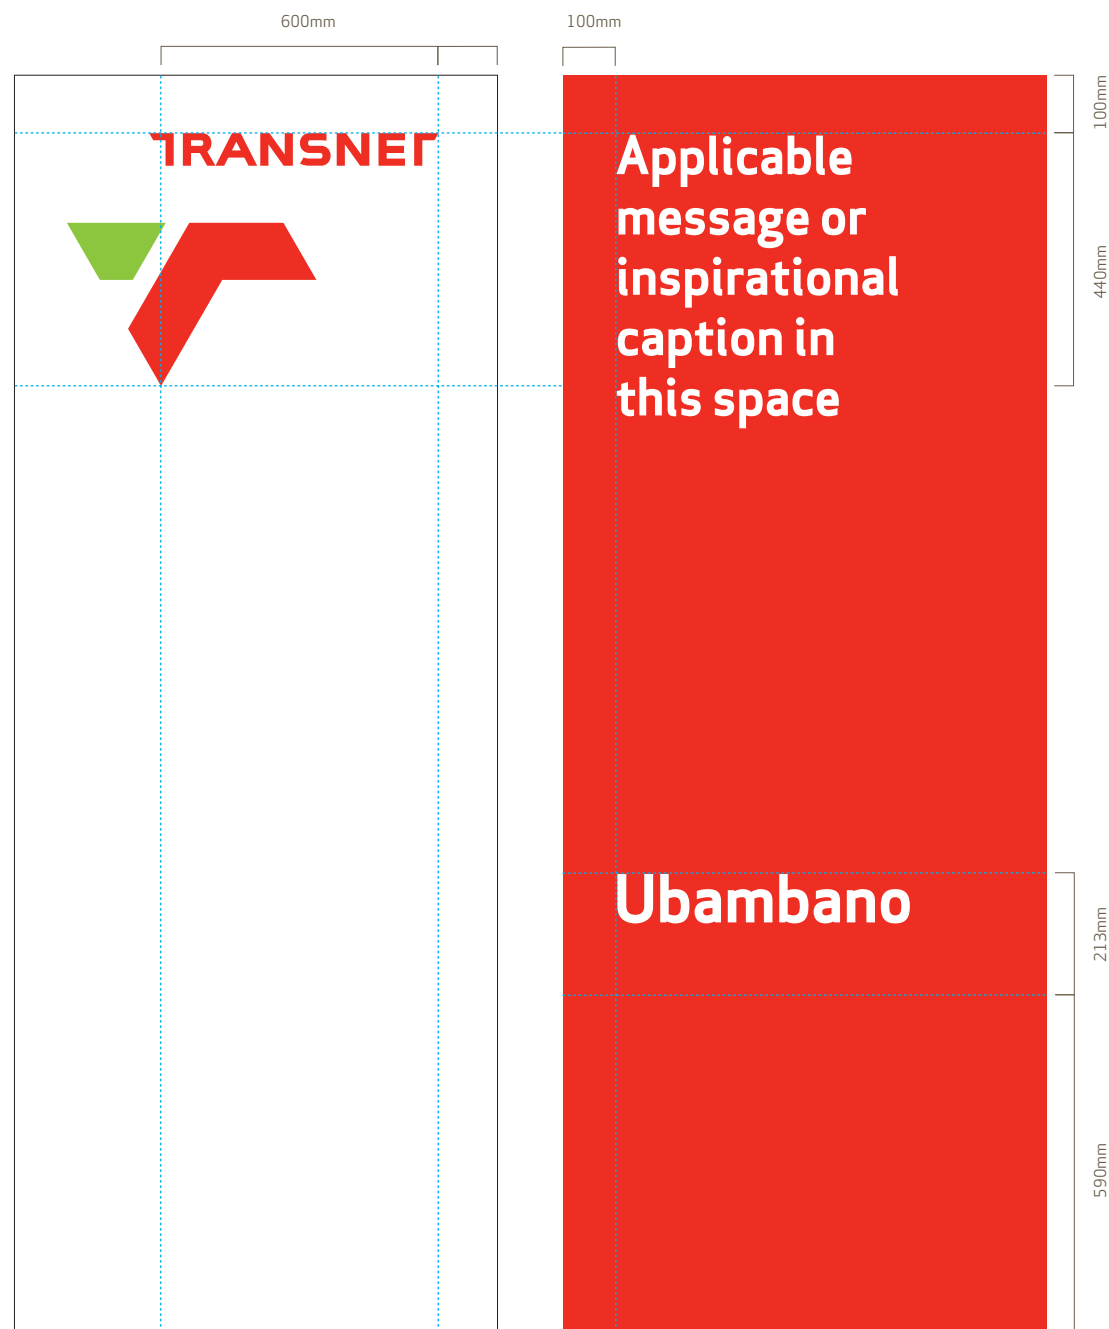 600mm
100mm
TRANSNET
Applicable
message or
inspirational
caption in
this space
Ubambano
100mm
440mm
213mm
590mm